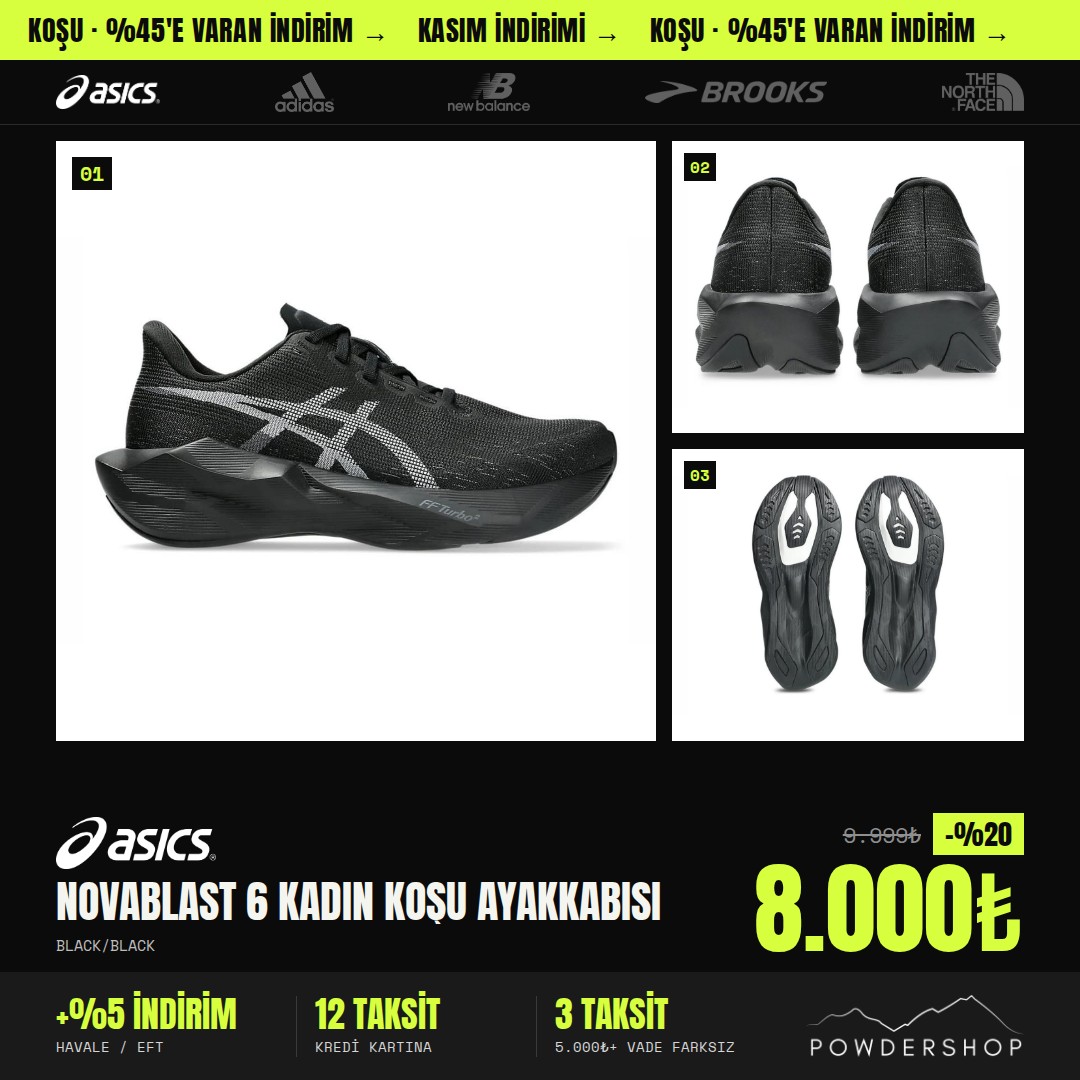 KOŞU · %45'E VARAN İNDİRİM → KASIM İNDİRİMİ → KOŞU · %45'E VARAN İNDİRİM →
asics adidas new balance BROOKS THE NORTH FACE
01
02
FF Turbo²
03
asics
9.999₺ -%20
NOVABLAST 6 KADIN KOŞU AYAKKABISI
8.000₺
BLACK/BLACK
+%5 İNDİRİM
HAVALE / EFT
12 TAKSİT
KREDİ KARTINA
3 TAKSİT
5.000₺+ VADE FARKSIZ
POWDERSHOP